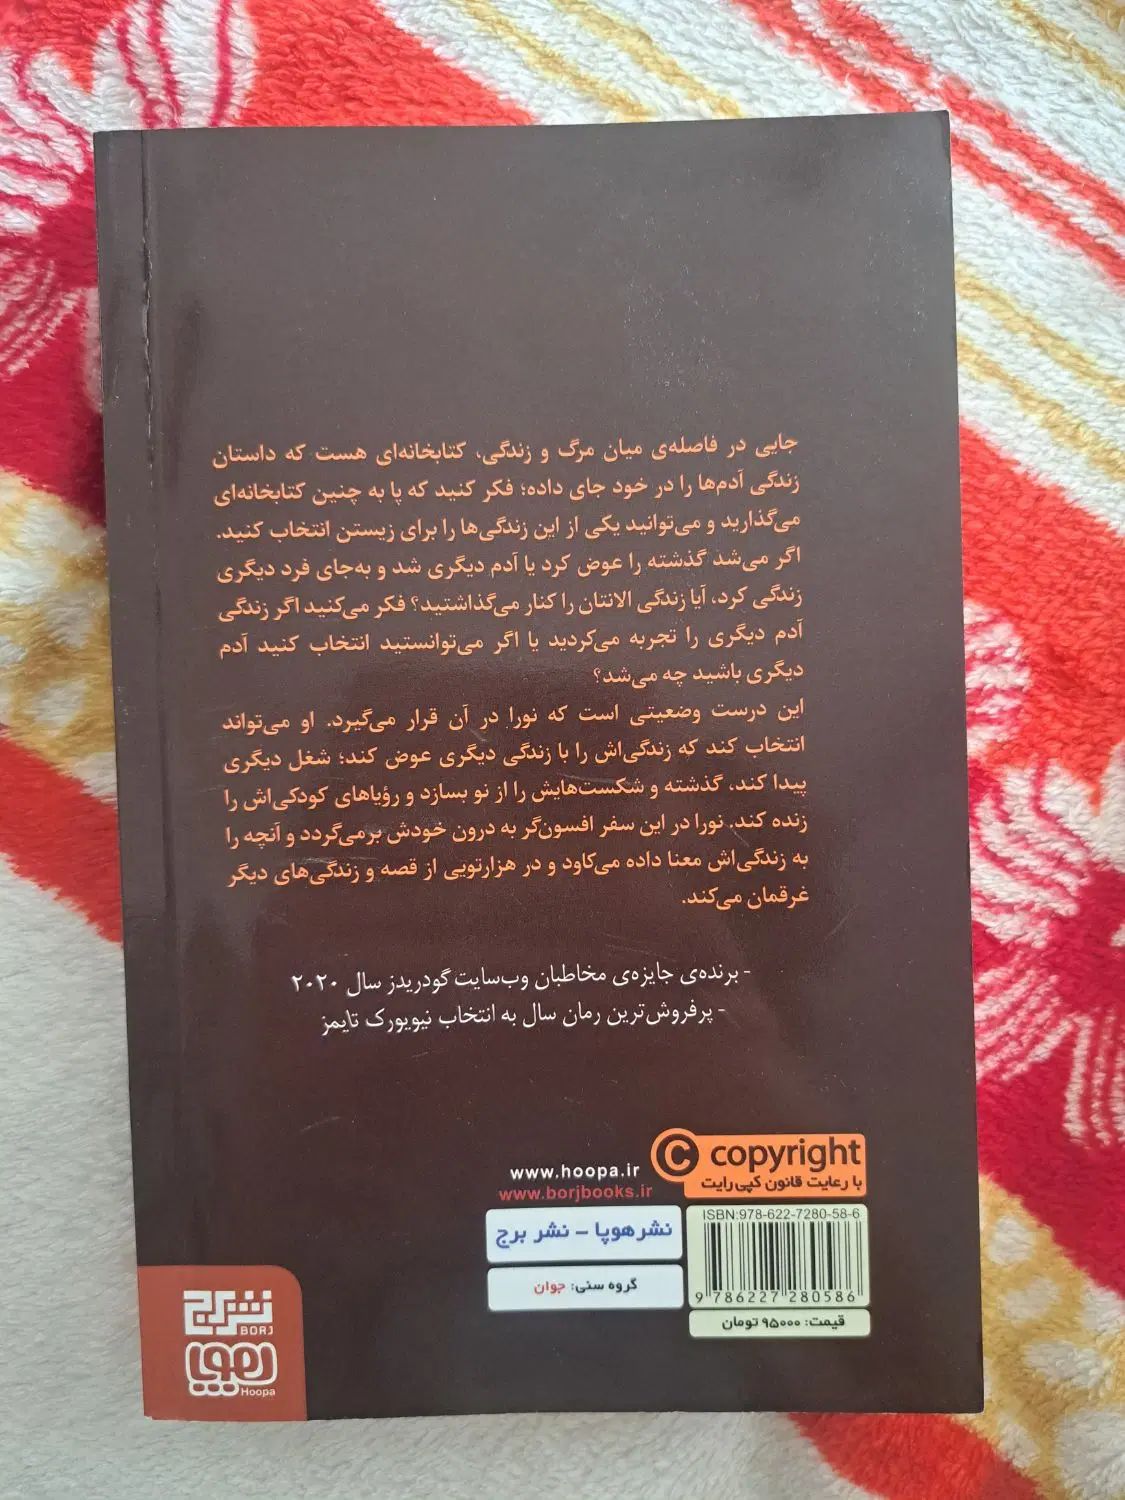 جایی در فاصله‌ی میان مرگ و زندگی، کتابخانه‌ای هست که داستان
زندگی آدم‌ها را در خود جای داده؛ فکر کنید که پا به چنین کتابخانه‌ای
می‌گذارید و می‌توانید یکی از این زندگی‌ها را برای زیستن انتخاب کنید.
اگر می‌شد گذشته را عوض کرد یا آدم دیگری شد و به‌جای فرد دیگری
زندگی کرد، آیا زندگی الانتان را کنار می‌گذاشتید؟ فکر می‌کنید اگر زندگی
آدم دیگری را تجربه می‌کردید یا اگر می‌توانستید انتخاب کنید آدم
دیگری باشید چه می‌شد؟
این درست وضعیتی است که نورا در آن قرار می‌گیرد. او می‌تواند
انتخاب کند که زندگی‌اش را با زندگی دیگری عوض کند؛ شغل دیگری
پیدا کند، گذشته و شکست‌هایش را از نو بسازد و رؤیاهای کودکی‌اش را
زنده کند. نورا در این سفر افسون‌گر به درون خودش برمی‌گردد و آنچه را
به زندگی‌اش معنا داده می‌کاود و در هزارتویی از قصه و زندگی‌های دیگر
غرقمان می‌کند.
- برنده‌ی جایزه‌ی مخاطبان وب‌سایت گودریدز سال ۲۰۲۰
- پرفروش‌ترین رمان سال به انتخاب نیویورک تایمز
© copyright
با رعایت قانون کپی‌رایت
www.hoopa.ir
www.borjbooks.ir
ISBN:978-622-7280-58-6
نشر هوپا – نشر برج
گروه سنی: جوان
9 786227 280586
قیمت: ۹۵۰۰۰ تومان
نشر برج
BORJ
هوپا
Hoopa